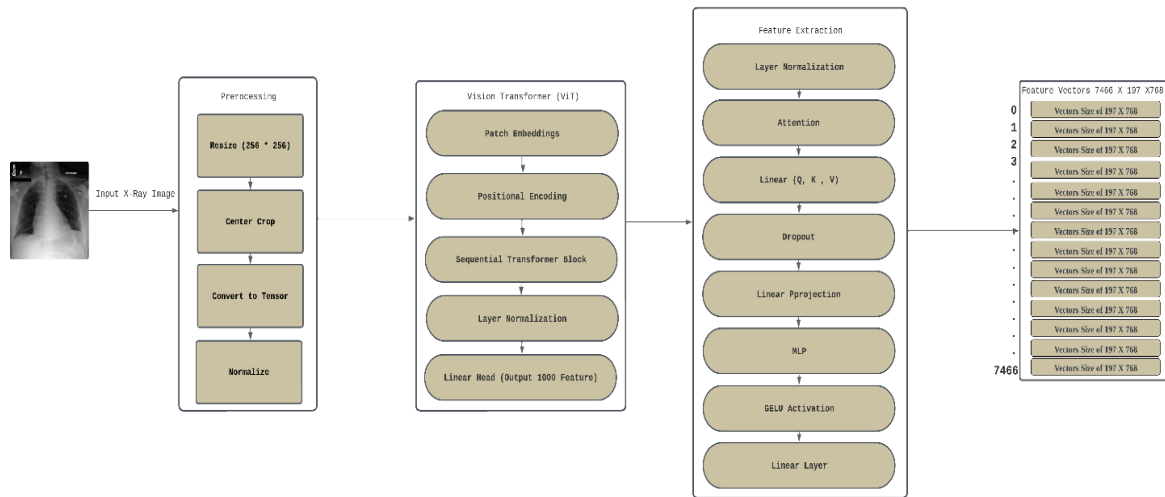 Input X-Ray Image
Prerocessing
Resize (256 * 256)
Center Crop
Convert to Tensor
Normalize
Vision Transformer (ViT)
Patch Embeddings
Positional Encoding
Sequential Transformer Block
Layer Normalization
Linear Head (Output 1000 Feature)
Feature Extraction
Layer Normalization
Attention
Linear (Q, K , V)
Dropout
Linear Pprojection
MLP
GELU Activation
Linear Layer
Feature Vectors 7466 X 197 X768
0 Vectors Size of 197 X 768
1 Vectors Size of 197 X 768
2 Vectors Size of 197 X 768
3 Vectors Size of 197 X 768
. Vectors Size of 197 X 768
. Vectors Size of 197 X 768
. Vectors Size of 197 X 768
. Vectors Size of 197 X 768
. Vectors Size of 197 X 768
. Vectors Size of 197 X 768
. Vectors Size of 197 X 768
. Vectors Size of 197 X 768
. Vectors Size of 197 X 768
7466 Vectors Size of 197 X 768